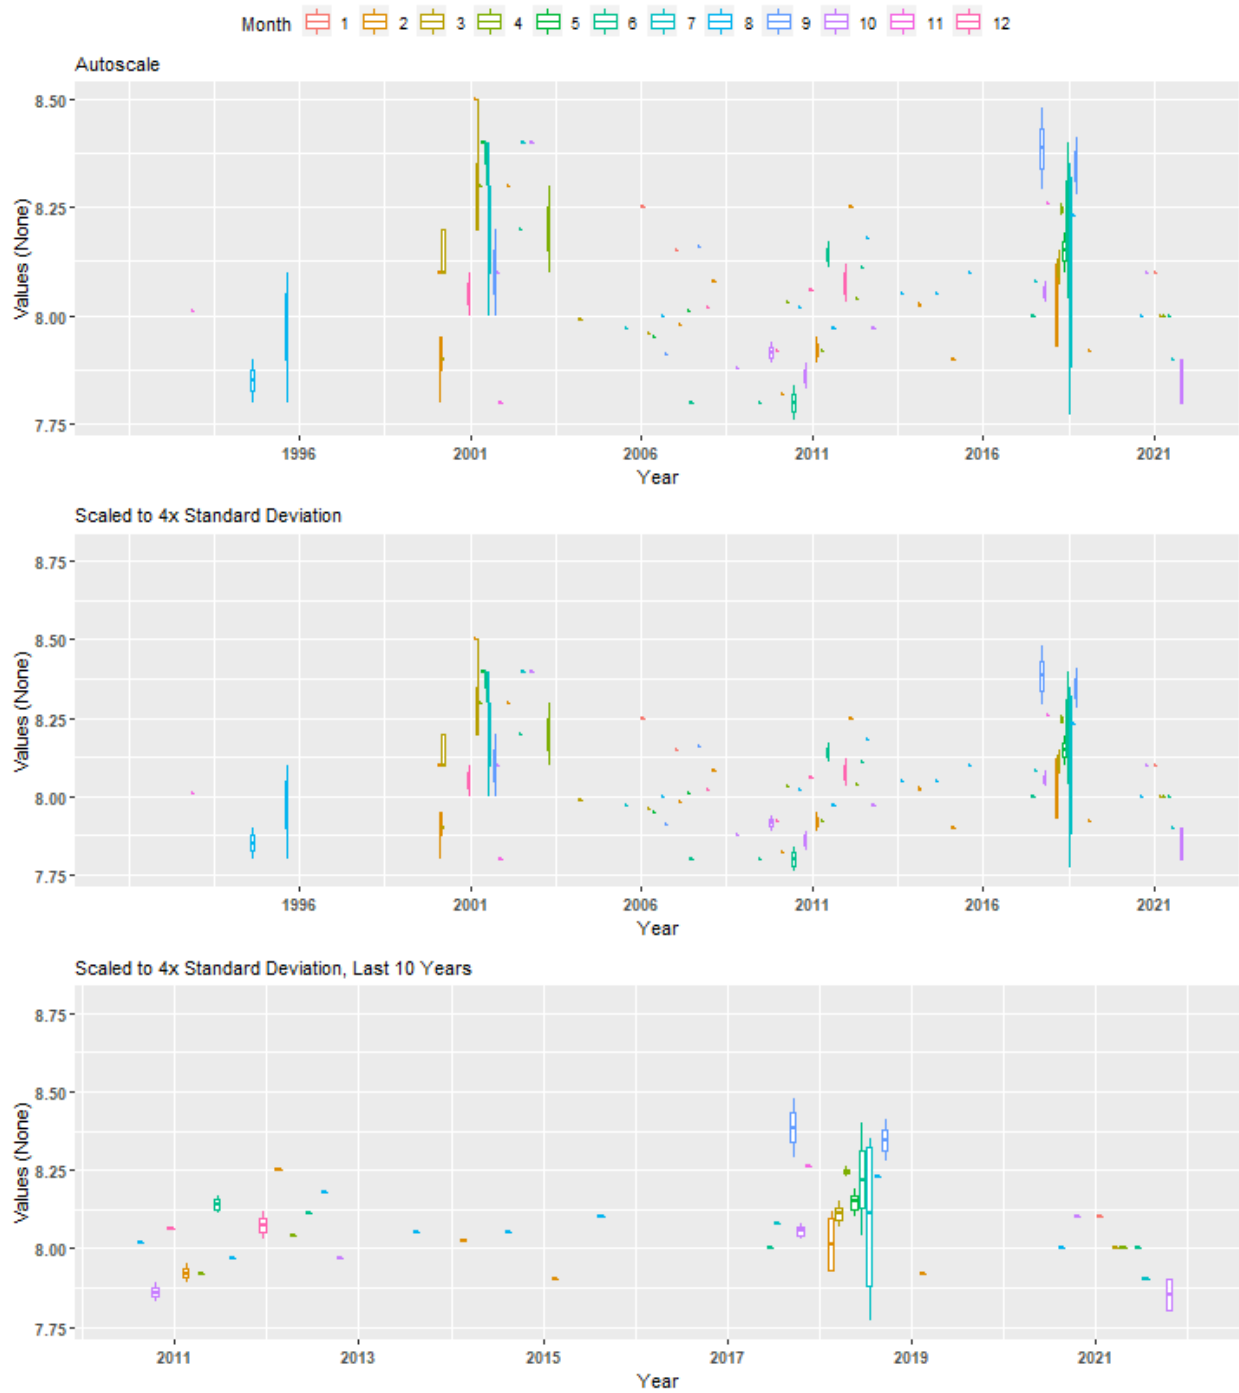 Month 1 2 3 4 5 6 7 8 9 10 11 12
Autoscale
8.50
8.25
8.00
7.75
Values (None)
1996 2001 2006 2011 2016 2021
Year
Scaled to 4x Standard Deviation
8.75
8.50
8.25
8.00
7.75
Values (None)
1996 2001 2006 2011 2016 2021
Year
Scaled to 4x Standard Deviation, Last 10 Years
8.75
8.50
8.25
8.00
7.75
Values (None)
2011 2013 2015 2017 2019 2021
Year